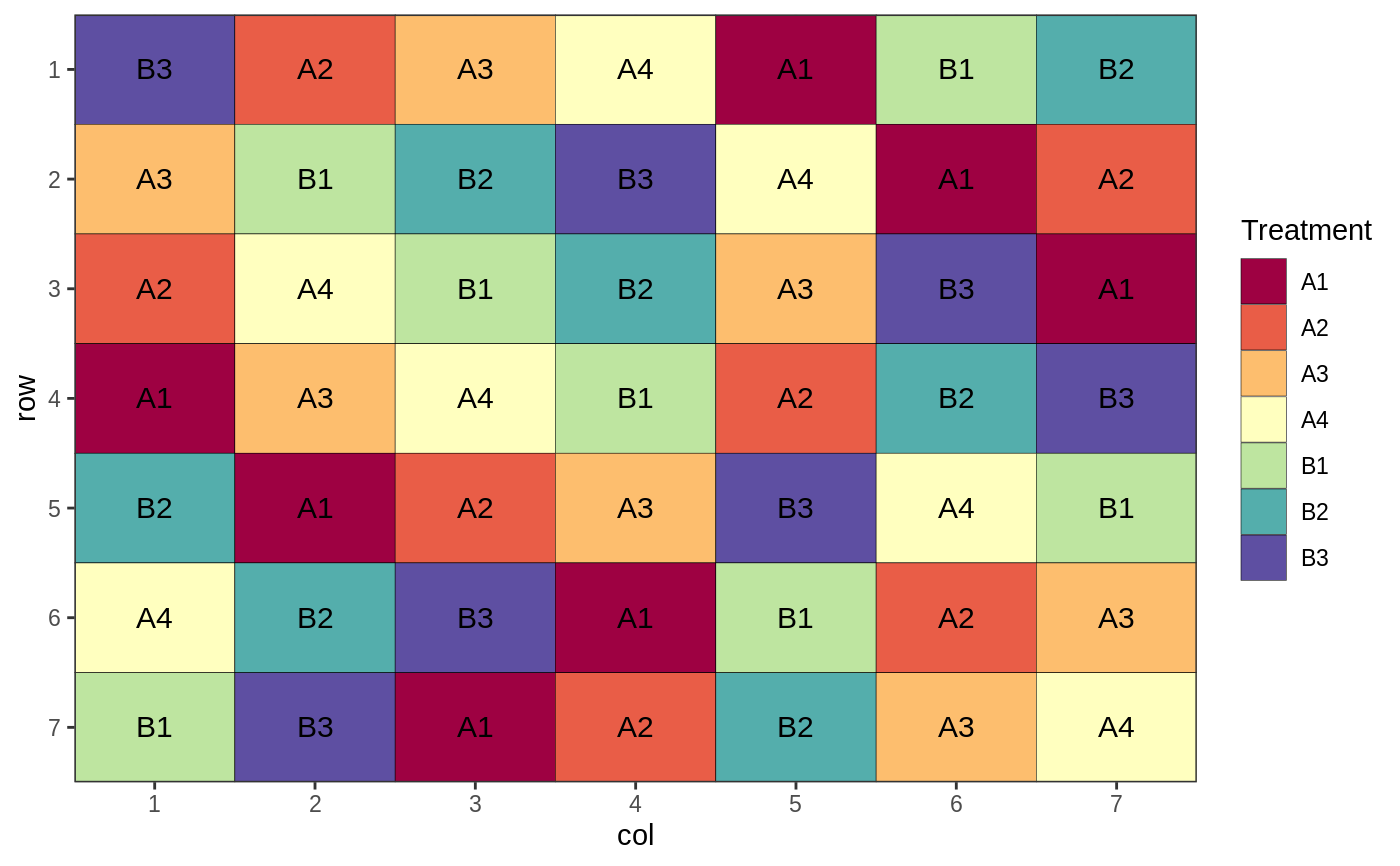 1 B3 A2 A3 A4 A1 B1 B2
2 A3 B1 B2 B3 A4 A1 A2
3 A2 A4 B1 B2 A3 B3 A1
4 A1 A3 A4 B1 A2 B2 B3
5 B2 A1 A2 A3 B3 A4 B1
6 A4 B2 B3 A1 B1 A2 A3
7 B1 B3 A1 A2 B2 A3 A4
row
1 2 3 4 5 6 7
col
Treatment
A1
A2
A3
A4
B1
B2
B3